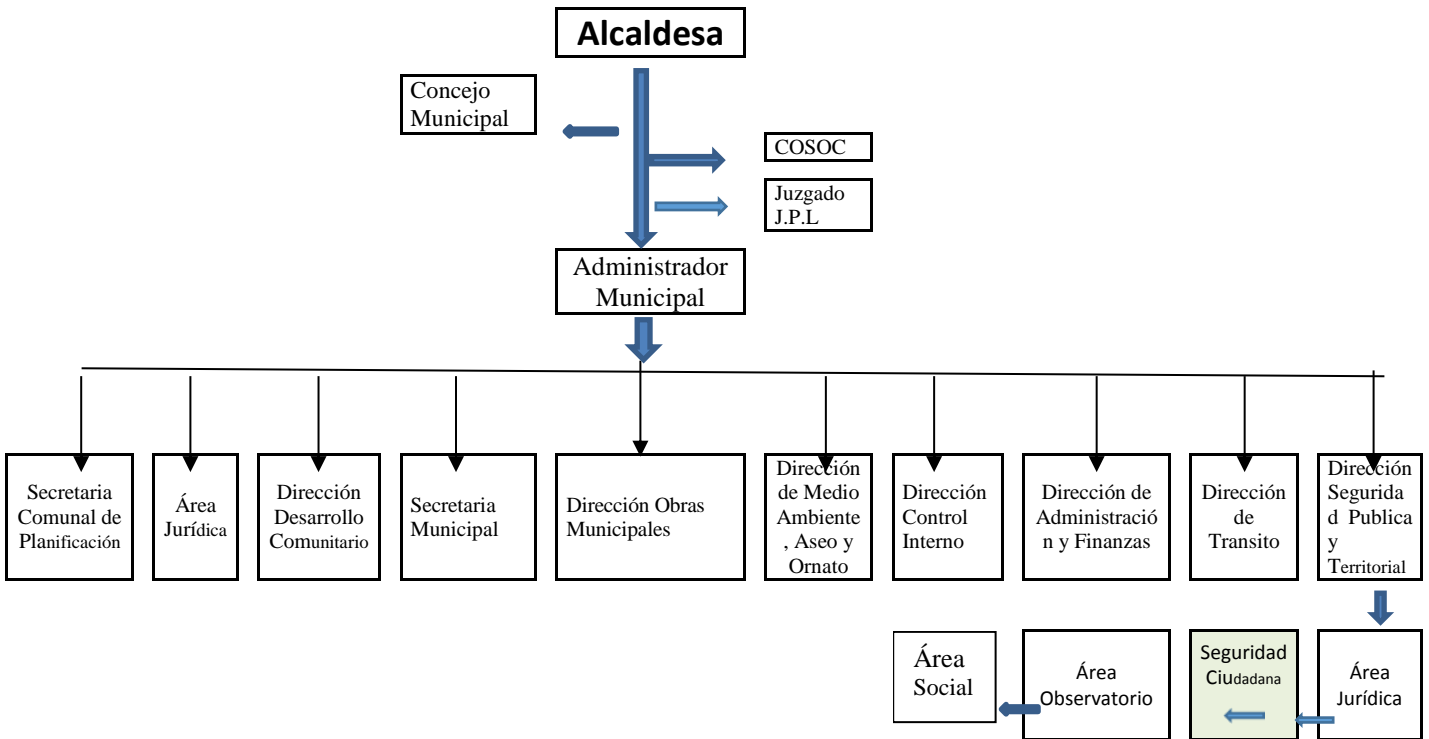 Alcaldesa
Concejo
Municipal
COSOC
Juzgado
J.P.L
Administrador
Municipal
Secretaria
Comunal de
Planificación
Área
Jurídica
Dirección
Desarrollo
Comunitario
Secretaria
Municipal
Dirección Obras
Municipales
Dirección
de Medio
Ambiente
, Aseo y
Ornato
Dirección
Control
Interno
Dirección de
Administració
n y Finanzas
Dirección
de
Transito
Dirección
Segurida
d Publica
y
Territorial
Área
Social
Área
Observatorio
Seguridad
Ciudadana
Área
Jurídica